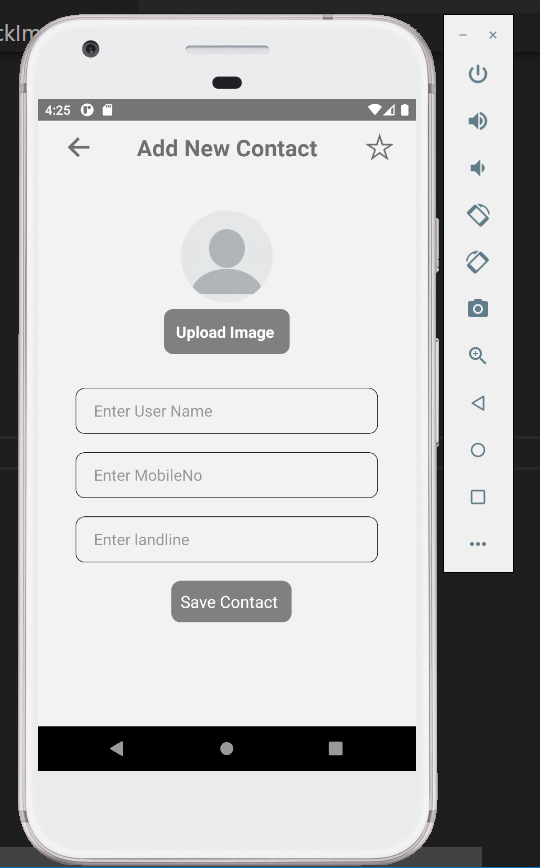 ckIm
4:25
Add New Contact
Upload Image
Enter User Name
Enter MobileNo
Enter landline
Save Contact